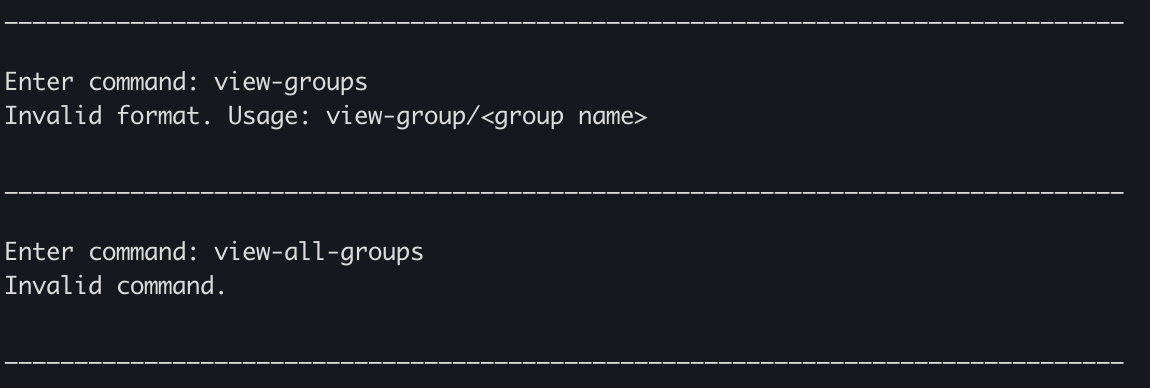 Enter command: view-groups
Invalid format. Usage: view-group/<group name>
Enter command: view-all-groups
Invalid command.